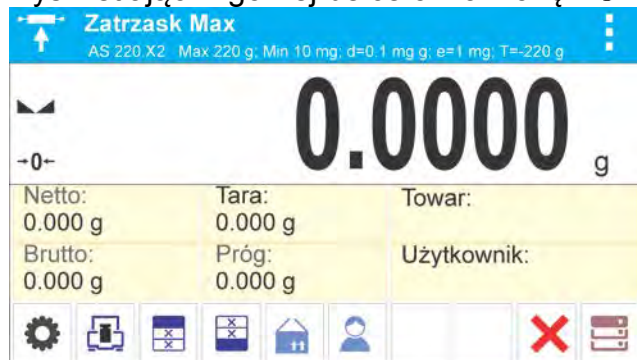 Zatrzask Max
AS 220.X2 Max 220 g; Min 10 mg; d=0.1 mg g; e=1 mg; T=-220 g
0.0000 g
→0←
Netto: Tara: Towar:
0.000 g 0.000 g
Brutto: Próg: Użytkownik:
0.000 g 0.000 g